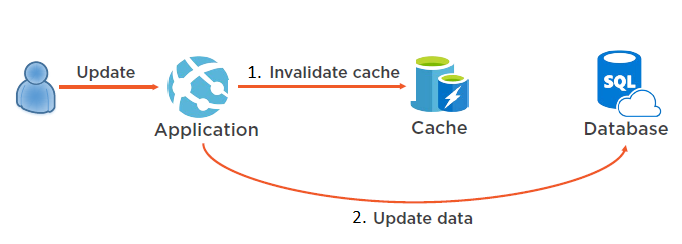 Update
1. Invalidate cache
SQL
Application
Cache
Database
2. Update data